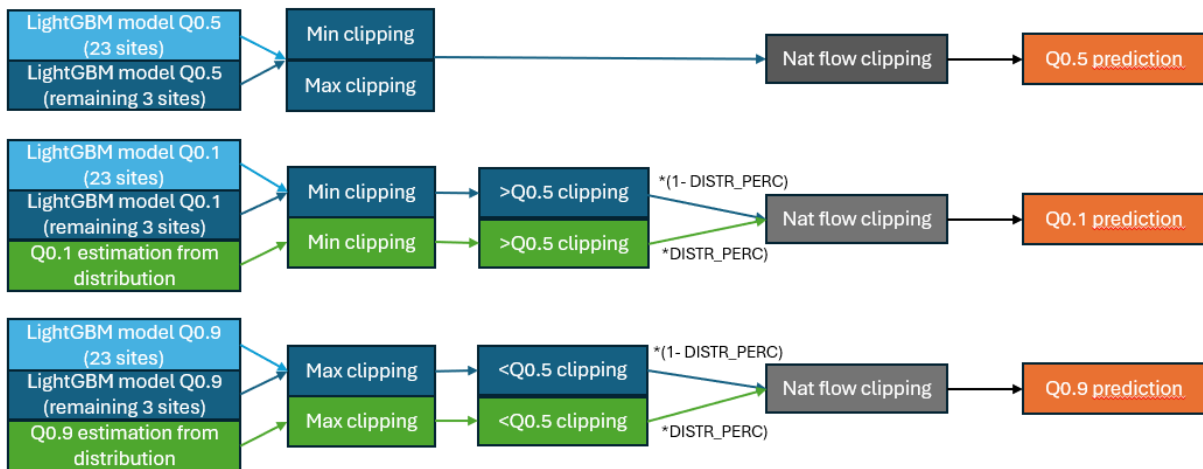 LightGBM model Q0.5
(23 sites)
LightGBM model Q0.5
(remaining 3 sites)
Min clipping
Max clipping
Nat flow clipping
Q0.5 prediction
LightGBM model Q0.1
(23 sites)
LightGBM model Q0.1
(remaining 3 sites)
Q0.1 estimation from
distribution
Min clipping
Min clipping
>Q0.5 clipping
>Q0.5 clipping
*(1- DISTR_PERC)
*DISTR_PERC)
Nat flow clipping
Q0.1 prediction
LightGBM model Q0.9
(23 sites)
LightGBM model Q0.9
(remaining 3 sites)
Q0.9 estimation from
distribution
Max clipping
Max clipping
<Q0.5 clipping
<Q0.5 clipping
*(1- DISTR_PERC)
*DISTR_PERC)
Nat flow clipping
Q0.9 prediction